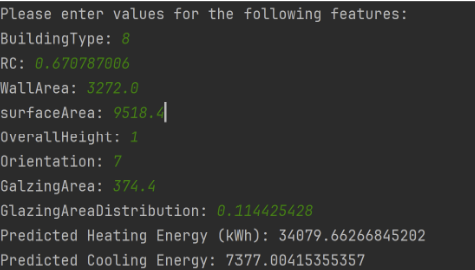 Please enter values for the following features:
BuildingType: 8
RC: 0.670787006
WallArea: 3272.0
surfaceArea: 9518.4
OverallHeight: 1
Orientation: 7
GalzingArea: 374.4
GlazingAreaDistribution: 0.114425428
Predicted Heating Energy (kWh): 34079.66266845202
Predicted Cooling Energy: 7377.00415355357